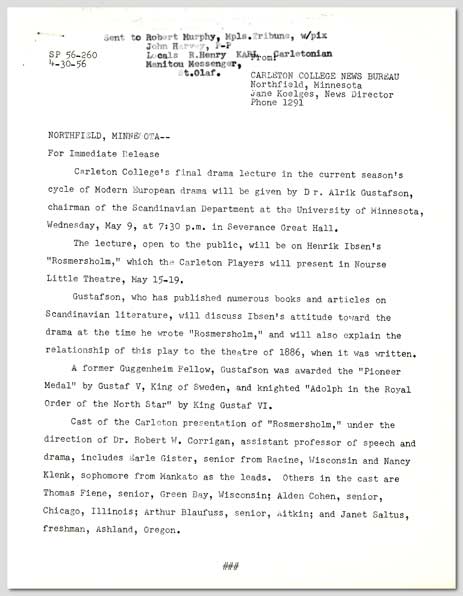 Sent to Robert Murphy, Mpls.Tribune, w/pix
John Harvey, P-P
Locals R.Henry KARL, Carletonian
Manitou Messenger,
St.Olaf.
SP 56-260
4-30-56
From:
CARLETON COLLEGE NEWS BUREAU
Northfield, Minnesota
Jane Koelges, News Director
Phone 1291
NORTHFIELD, MINNESOTA--
For Immediate Release
Carleton College's final drama lecture in the current season's
cycle of Modern European drama will be given by Dr. Alrik Gustafson,
chairman of the Scandinavian Department at the University of Minnesota,
Wednesday, May 9, at 7:30 p.m. in Severance Great Hall.
The lecture, open to the public, will be on Henrik Ibsen's
"Rosmersholm," which the Carleton Players will present in Nourse
Little Theatre, May 15-19.
Gustafson, who has published numerous books and articles on
Scandinavian literature, will discuss Ibsen's attitude toward the
drama at the time he wrote "Rosmersholm," and will also explain the
relationship of this play to the theatre of 1886, when it was written.
A former Guggenheim Fellow, Gustafson was awarded the "Pioneer
Medal" by Gustaf V, King of Sweden, and knighted "Adolph in the Royal
Order of the North Star" by King Gustaf VI.
Cast of the Carleton presentation of "Rosmersholm," under the
direction of Dr. Robert W. Corrigan, assistant professor of speech and
drama, includes Earle Gister, senior from Racine, Wisconsin and Nancy
Klenk, sophomore from Mankato as the leads. Others in the cast are
Thomas Fiene, senior, Green Bay, Wisconsin; Alden Cohen, senior,
Chicago, Illinois; Arthur Blaufuss, senior, Aitkin; and Janet Saltus,
freshman, Ashland, Oregon.
###